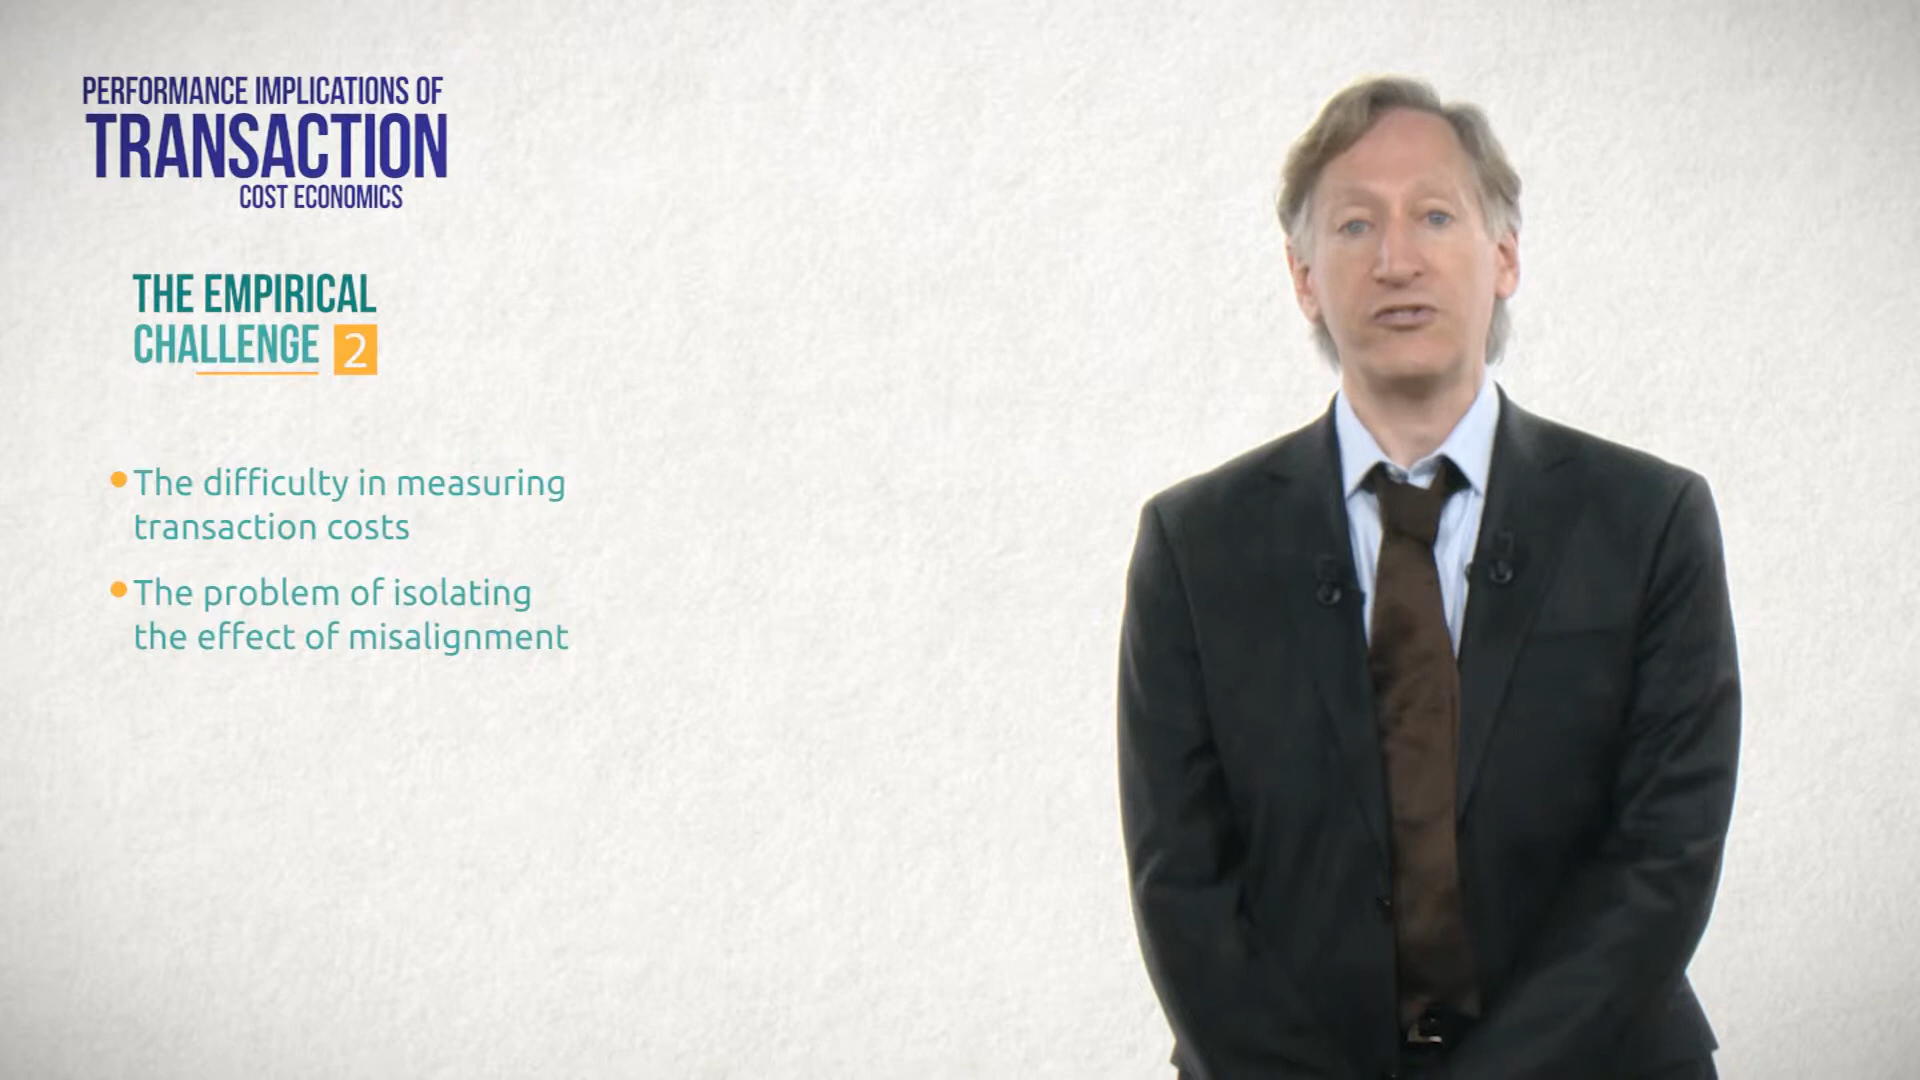 PERFORMANCE IMPLICATIONS OF
TRANSACTION
COST ECONOMICS
THE EMPIRICAL
CHALLENGE 2
The difficulty in measuring
transaction costs
The problem of isolating
the effect of misalignment